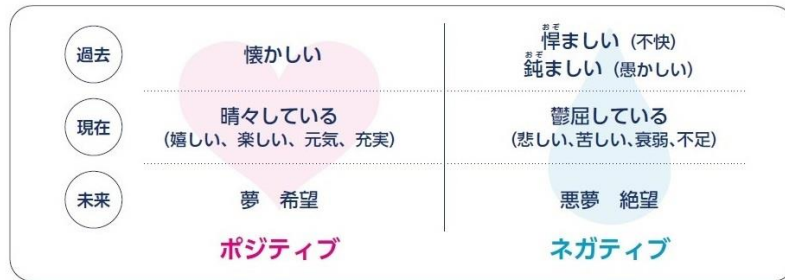 過去
懐かしい
悍ましい（不快）
おぞ
鈍ましい（愚かしい）
おぞ
現在
晴々している
（嬉しい、楽しい、元気、充実）
鬱屈している
（悲しい、苦しい、衰弱、不足）
未来
夢　希望
悪夢　絶望
ポジティブ
ネガティブ